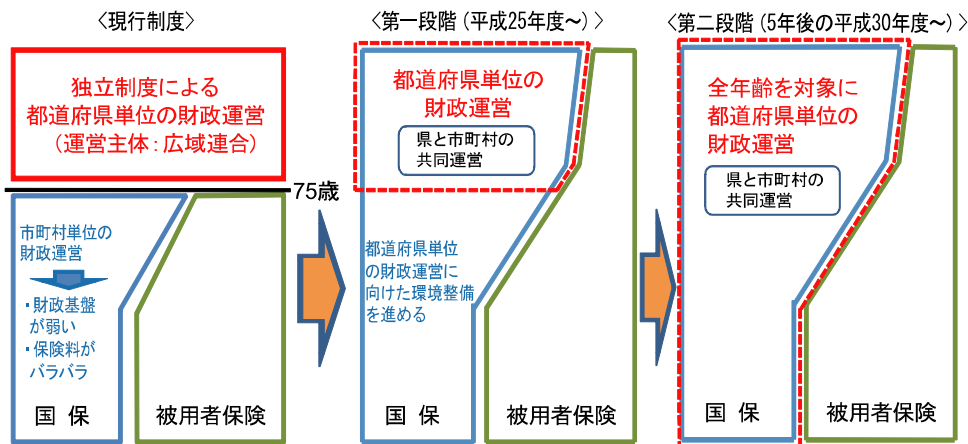 〈現行制度〉
独立制度による
都道府県単位の財政運営
（運営主体：広域連合）
75歳
市町村単位の
財政運営
・財政基盤
が弱い
・保険料が
バラバラ
国 保
被用者保険
〈第一段階（平成25年度～）〉
都道府県単位の
財政運営
県と市町村の
共同運営
都道府県単位
の財政運営に
向けた環境整備
を進める
国 保
被用者保険
〈第二段階（5年後の平成30年度～）〉
全年齢を対象に
都道府県単位の
財政運営
県と市町村の
共同運営
国 保
被用者保険